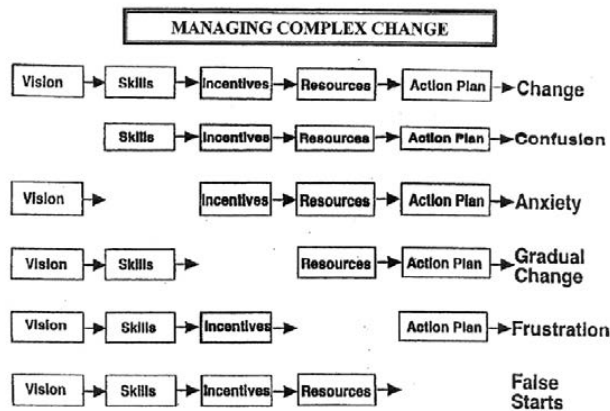 MANAGING COMPLEX CHANGE
Vision Skills Incentives Resources Action Plan Change
Skills Incentives Resources Action Plan Confusion
Vision Incentives Resources Action Plan Anxiety
Vision Skills Resources Action Plan Gradual
Change
Vision Skills Incentives Action Plan Frustration
Vision Skills Incentives Resources False
Starts